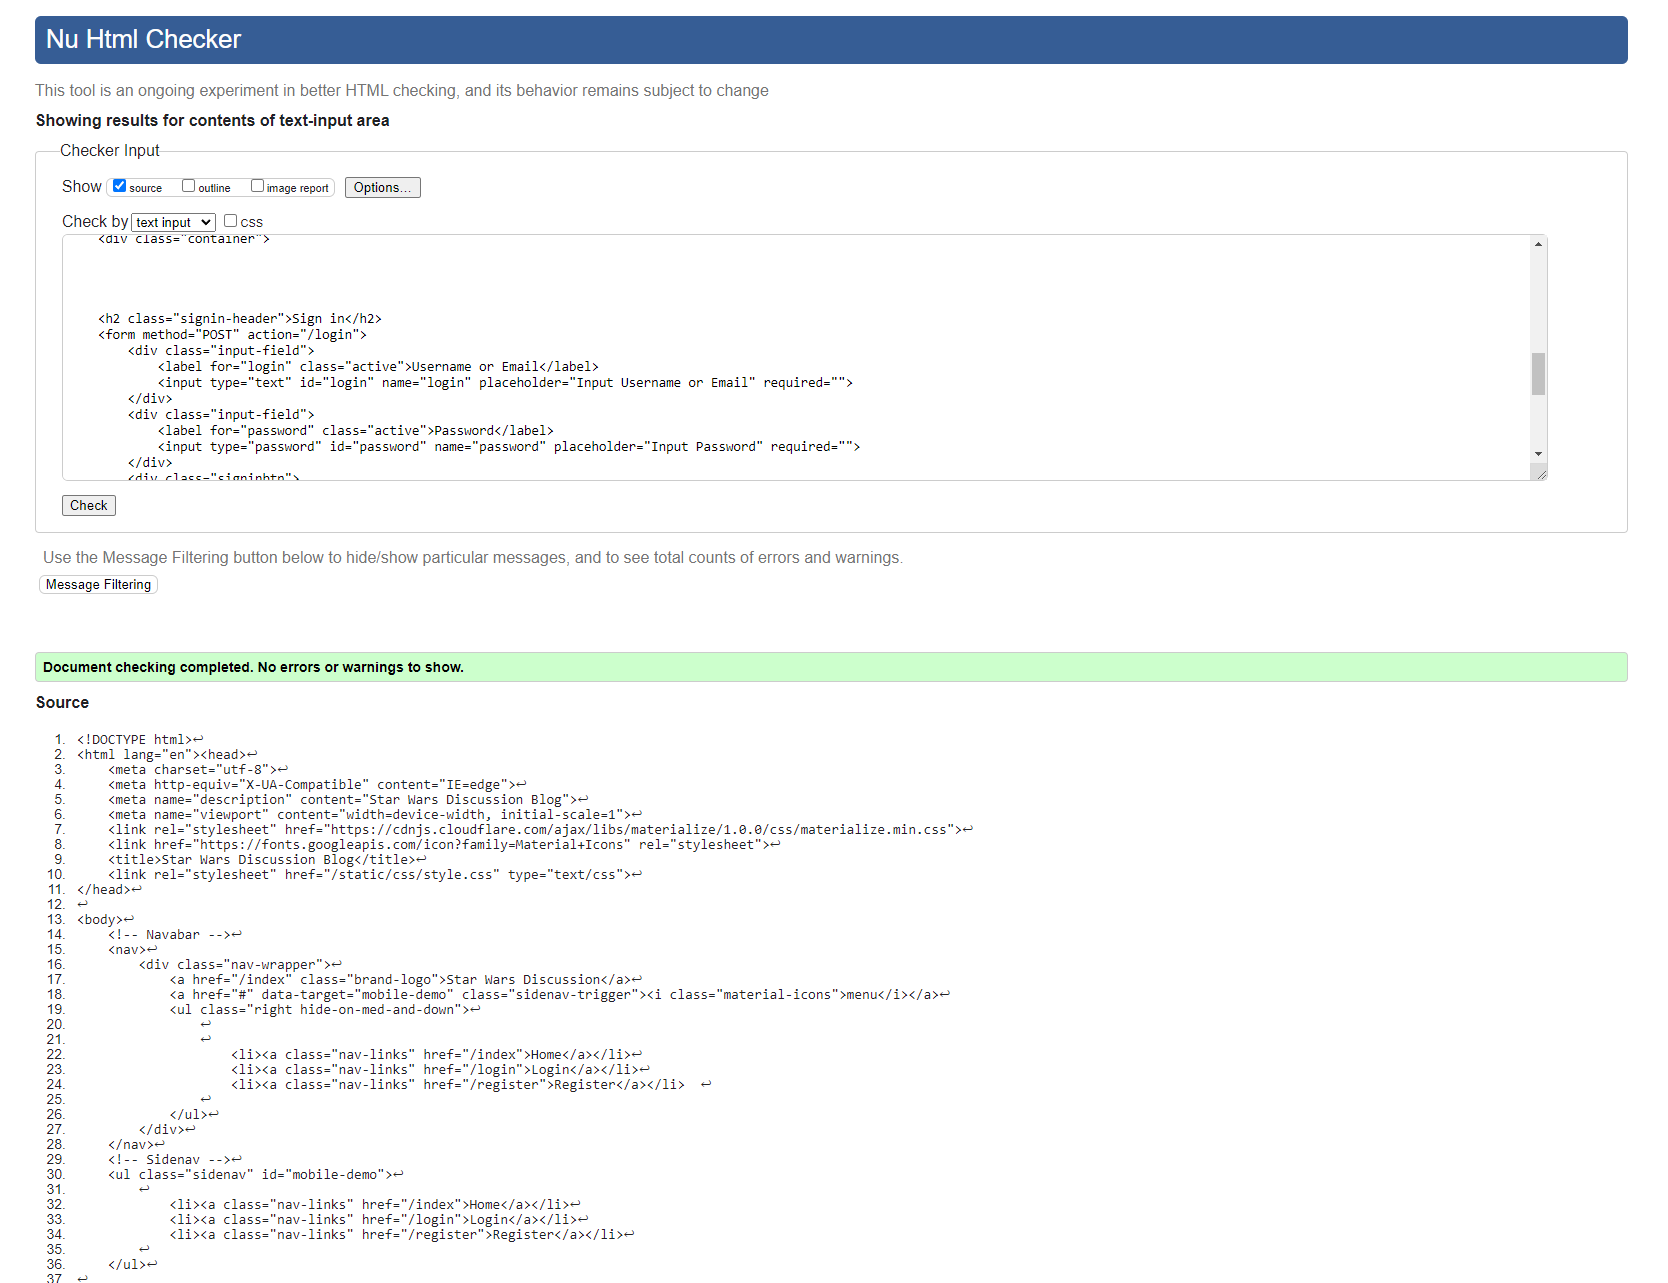 Nu Html Checker
This tool is an ongoing experiment in better HTML checking, and its behavior remains subject to change
Showing results for contents of text-input area
Checker Input
Show source outline image report Options...
Check by text input css
<div class="container">
<h2 class="signin-header">Sign in</h2>
<form method="POST" action="/login">
<div class="input-field">
<label for="login" class="active">Username or Email</label>
<input type="text" id="login" name="login" placeholder="Input Username or Email" required="">
</div>
<div class="input-field">
<label for="password" class="active">Password</label>
<input type="password" id="password" name="password" placeholder="Input Password" required="">
</div>
<div class="signinbtn">
Check
Use the Message Filtering button below to hide/show particular messages, and to see total counts of errors and warnings.
Message Filtering
Document checking completed. No errors or warnings to show.
Source
1. <!DOCTYPE html>↩
2. <html lang="en"><head>↩
3. <meta charset="utf-8">↩
4. <meta http-equiv="X-UA-Compatible" content="IE=edge">↩
5. <meta name="description" content="Star Wars Discussion Blog">↩
6. <meta name="viewport" content="width=device-width, initial-scale=1">↩
7. <link rel="stylesheet" href="https://cdnjs.cloudflare.com/ajax/libs/materialize/1.0.0/css/materialize.min.css">↩
8. <link href="https://fonts.googleapis.com/icon?family=Material+Icons" rel="stylesheet">↩
9. <title>Star Wars Discussion Blog</title>↩
10. <link rel="stylesheet" href="/static/css/style.css" type="text/css">↩
11. </head>↩
12. ↩
13. <body>↩
14. <!-- Navabar -->↩
15. <nav>↩
16. <div class="nav-wrapper">↩
17. <a href="/index" class="brand-logo">Star Wars Discussion</a>↩
18. <a href="#" data-target="mobile-demo" class="sidenav-trigger"><i class="material-icons">menu</i></a>↩
19. <ul class="right hide-on-med-and-down">↩
20. ↩
21. ↩
22. <li><a class="nav-links" href="/index">Home</a></li>↩
23. <li><a class="nav-links" href="/login">Login</a></li>↩
24. <li><a class="nav-links" href="/register">Register</a></li> ↩
25. ↩
26. </ul>↩
27. </div>↩
28. </nav>↩
29. <!-- Sidenav -->↩
30. <ul class="sidenav" id="mobile-demo">↩
31. ↩
32. <li><a class="nav-links" href="/index">Home</a></li>↩
33. <li><a class="nav-links" href="/login">Login</a></li>↩
34. <li><a class="nav-links" href="/register">Register</a></li>↩
35. ↩
36. </ul>↩
37. ↩